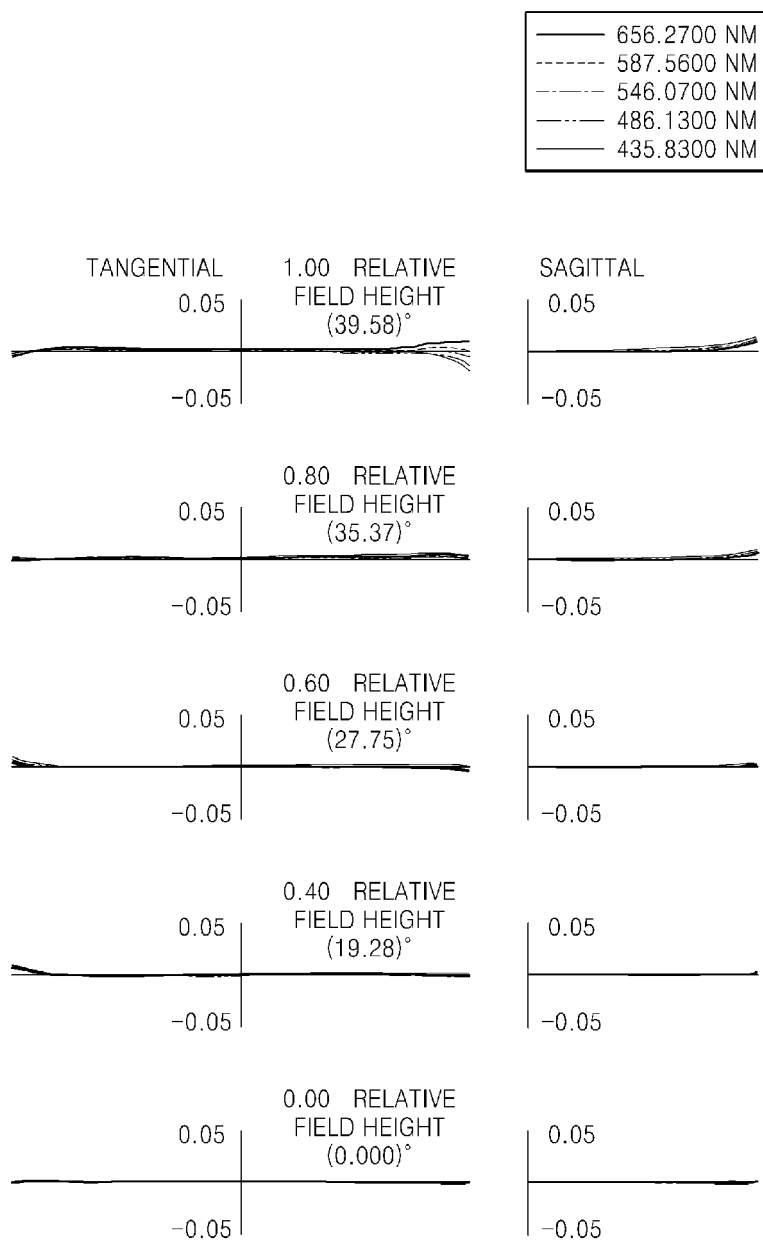 656.2700 NM
587.5600 NM
546.0700 NM
486.1300 NM
435.8300 NM
TANGENTIAL
1.00 RELATIVE
FIELD HEIGHT
(39.58)°
SAGITTAL
0.05
-0.05
0.05
-0.05
0.80 RELATIVE
FIELD HEIGHT
(35.37)°
0.05
-0.05
0.05
-0.05
0.60 RELATIVE
FIELD HEIGHT
(27.75)°
0.05
-0.05
0.05
-0.05
0.40 RELATIVE
FIELD HEIGHT
(19.28)°
0.05
-0.05
0.05
-0.05
0.00 RELATIVE
FIELD HEIGHT
(0.000)°
0.05
-0.05
0.05
-0.05